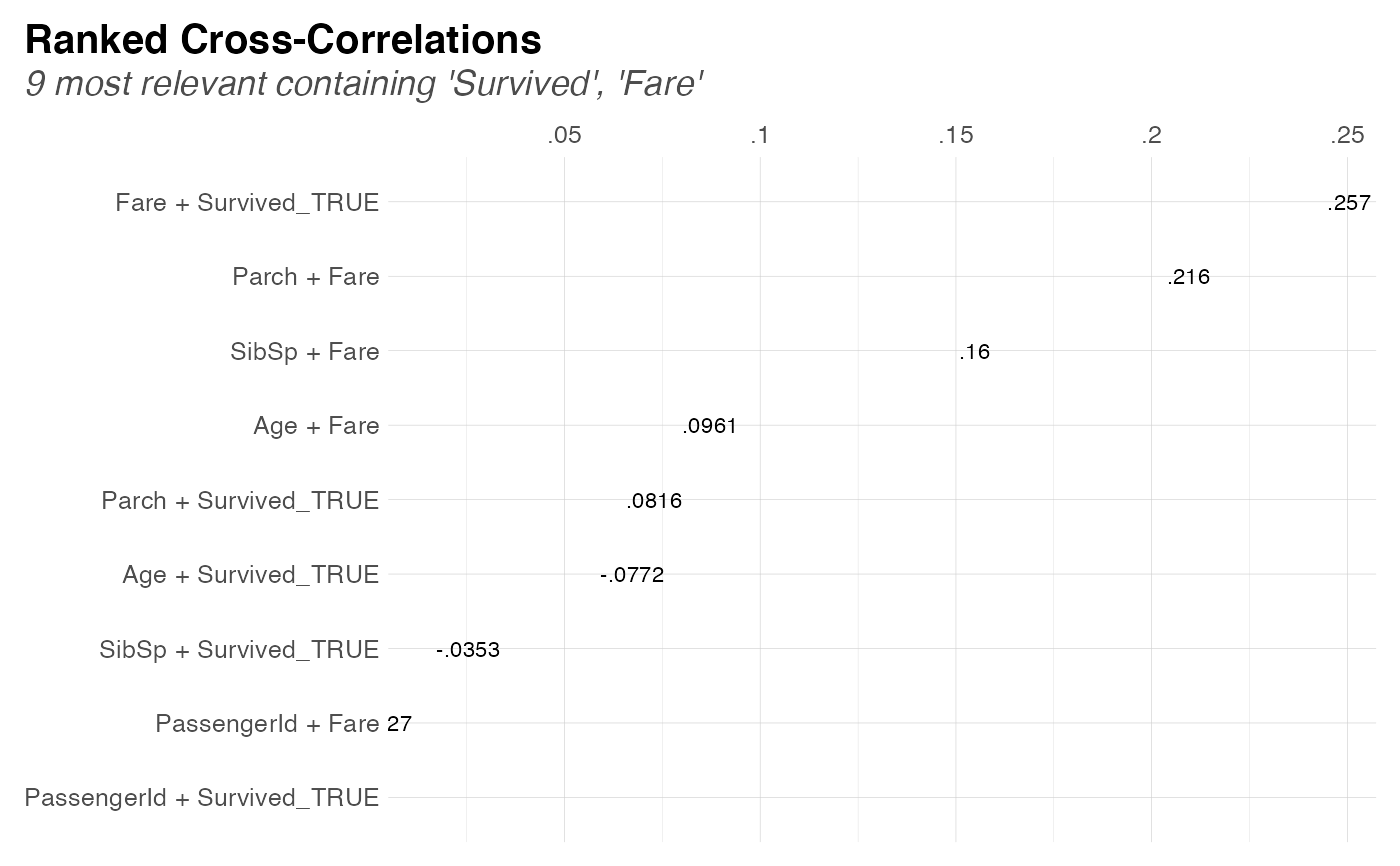 Ranked Cross-Correlations
9 most relevant containing 'Survived', 'Fare'
.05 .1 .15 .2 .25
Fare + Survived_TRUE .257
Parch + Fare .216
SibSp + Fare .16
Age + Fare .0961
Parch + Survived_TRUE .0816
Age + Survived_TRUE -.0772
SibSp + Survived_TRUE -.0353
PassengerId + Fare 27
PassengerId + Survived_TRUE